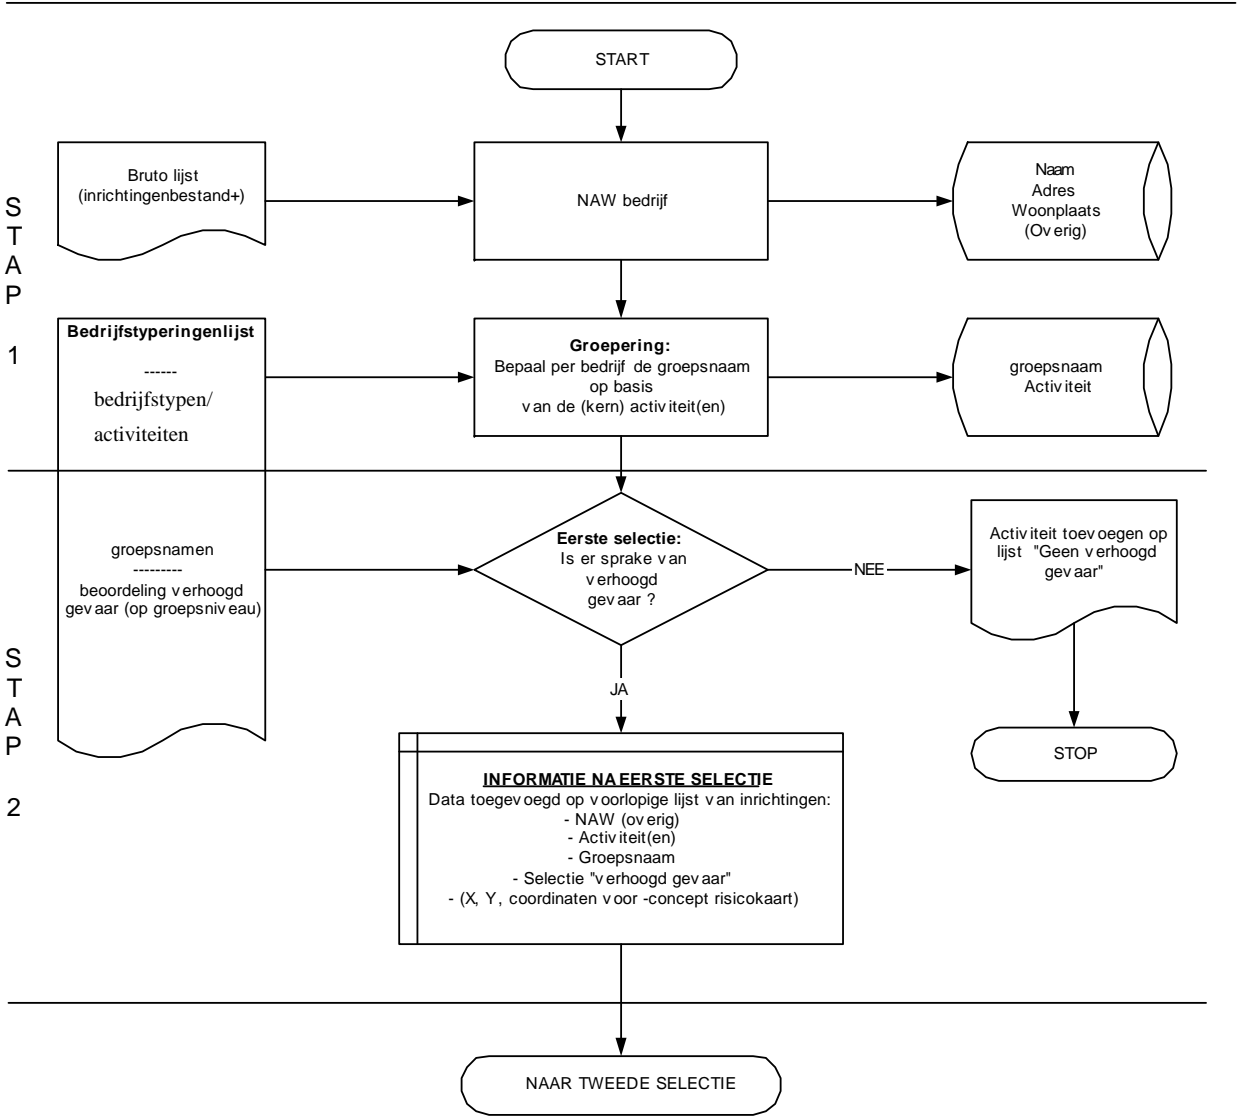 START
STAP 1
Bruto lijst
(inrichtingenbestand+)
NAW bedrijf
Naam
Adres
Woonplaats
(Overig)
Bedrijfstyperingenlijst
------
bedrijfstypen/
activiteiten
Groepering:
Bepaal per bedrijf de groepsnaam
op basis
van de (kern) activiteit(en)
groepsnaam
Activiteit
STAP 2
groepsnamen
---------
beoordeling verhoogd
gevaar (op groepsniveau)
Eerste selectie:
Is er sprake van
verhoogd
gevaar ?
NEE
Activiteit toevoegen op
lijst "Geen verhoogd
gevaar"
JA
STOP
INFORMATIE NA EERSTE SELECTIE
Data toegevoegd op voorlopige lijst van inrichtingen:
- NAW (overig)
- Activiteit(en)
- Groepsnaam
- Selectie "verhoogd gevaar"
- (X, Y, coordinaten voor -concept risicokaart)
NAAR TWEEDE SELECTIE